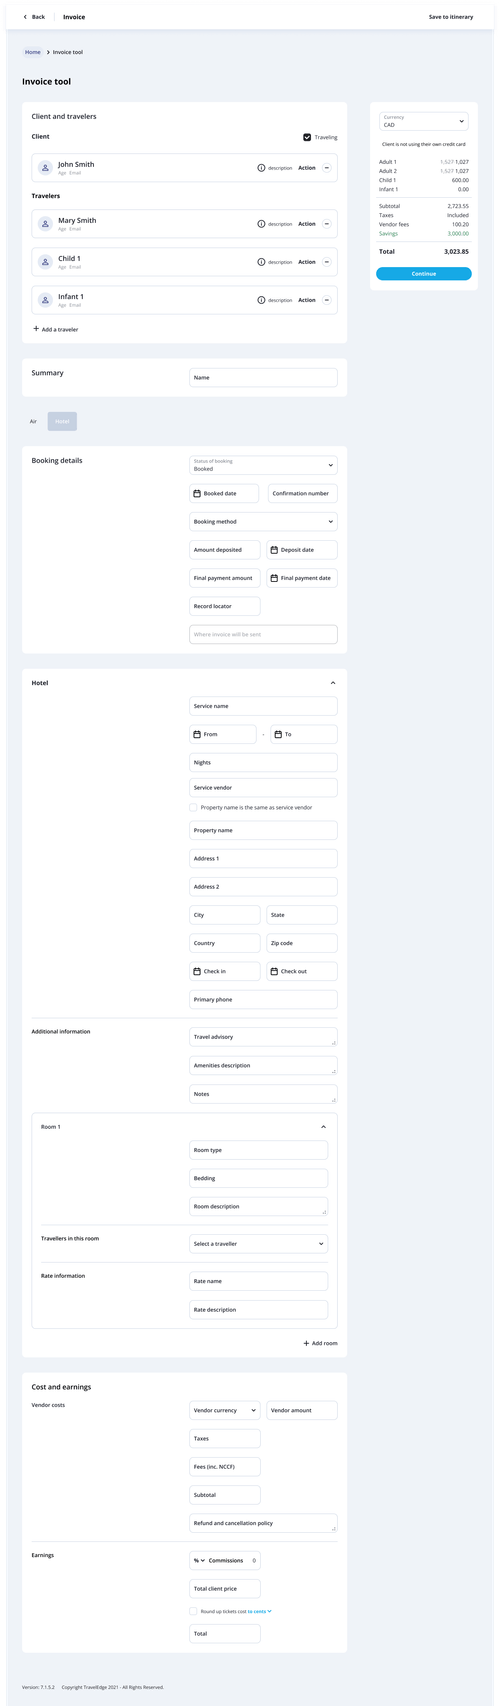 Back Invoice Save to itinerary
Home > Invoice tool
Invoice tool
Client and travelers
Client Traveling
John Smith
Age Email
description Action
Travelers
Mary Smith
Age Email
description Action
Child 1
Age Email
description Action
Infant 1
Age Email
description Action
+ Add a traveler
Currency
CAD
Client is not using their own credit card
Adult 1 1,527 1,027
Adult 2 1,527 1,027
Child 1 600.00
Infant 1 0.00
Subtotal 2,723.55
Taxes Included
Vendor fees 100.20
Savings 3,000.00
Total 3,023.85
Continue
Summary
Name
Air Hotel
Booking details
Status of booking
Booked
Booked date Confirmation number
Booking method
Amount deposited Deposit date
Final payment amount Final payment date
Record locator
Where invoice will be sent
Hotel
Service name
From - To
Nights
Service vendor
Property name is the same as service vendor
Property name
Address 1
Address 2
City State
Country Zip code
Check in Check out
Primary phone
Additional information
Travel advisory
Amenities description
Notes
Room 1
Room type
Bedding
Room description
Travellers in this room
Select a traveller
Rate information
Rate name
Rate description
+ Add room
Cost and earnings
Vendor costs
Vendor currency Vendor amount
Taxes
Fees (inc. NCCF)
Subtotal
Refund and cancellation policy
Earnings
% Commissions 0
Total client price
Round up tickets cost to cents
Total
Version: 7.1.5.2 Copyright TravelEdge 2021 - All Rights Reserved.